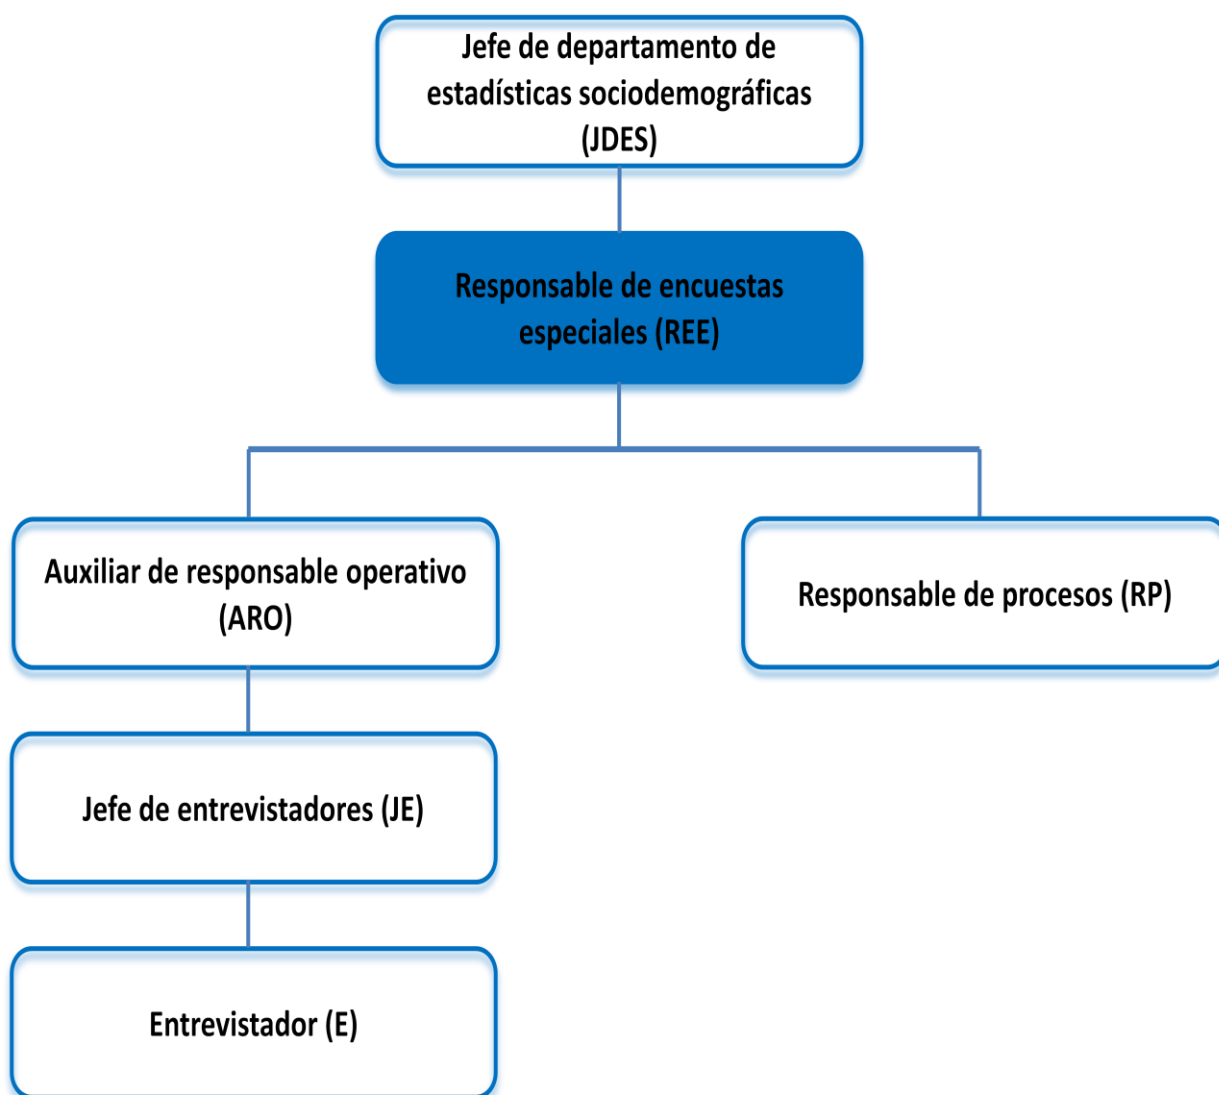 Jefe de departamento de
estadísticas sociodemográficas
(JDES)
Responsable de encuestas
especiales (REE)
Auxiliar de responsable operativo
(ARO)
Responsable de procesos (RP)
Jefe de entrevistadores (JE)
Entrevistador (E)